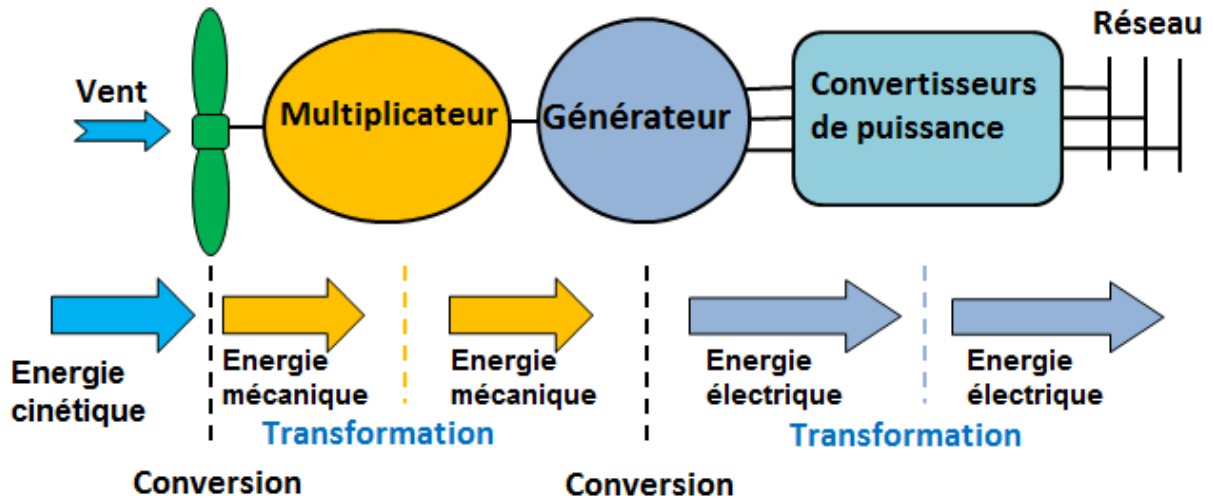 Réseau
Vent
Multiplicateur
Générateur
Convertisseurs
de puissance
Energie
cinétique
Energie
mécanique
Energie
mécanique
Energie
électrique
Energie
électrique
Transformation
Transformation
Conversion
Conversion